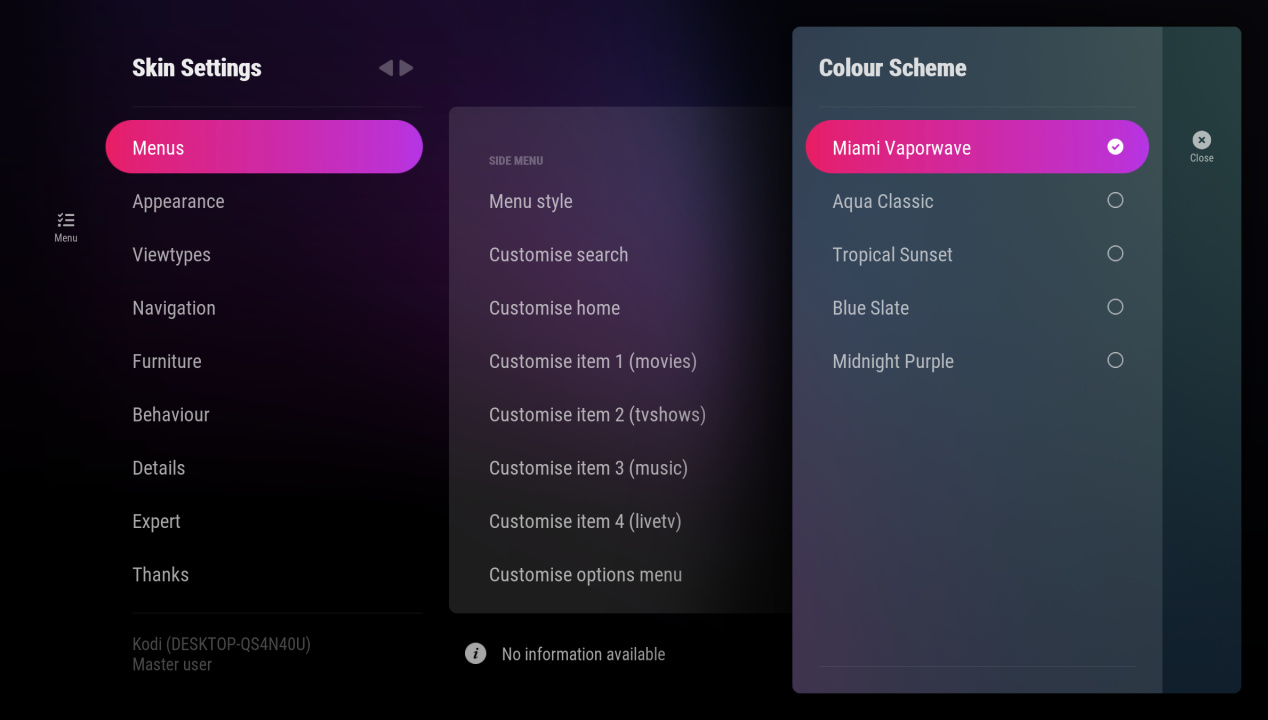 Skin Settings
Menus
Appearance
Viewtypes
Navigation
Furniture
Behaviour
Details
Expert
Thanks
Kodi (DESKTOP-QS4N40U)
Master user
Menu
SIDE MENU
Menu style
Customise search
Customise home
Customise item 1 (movies)
Customise item 2 (tvshows)
Customise item 3 (music)
Customise item 4 (livetv)
Customise options menu
No information available
Colour Scheme
Miami Vaporwave
Aqua Classic
Tropical Sunset
Blue Slate
Midnight Purple
Close